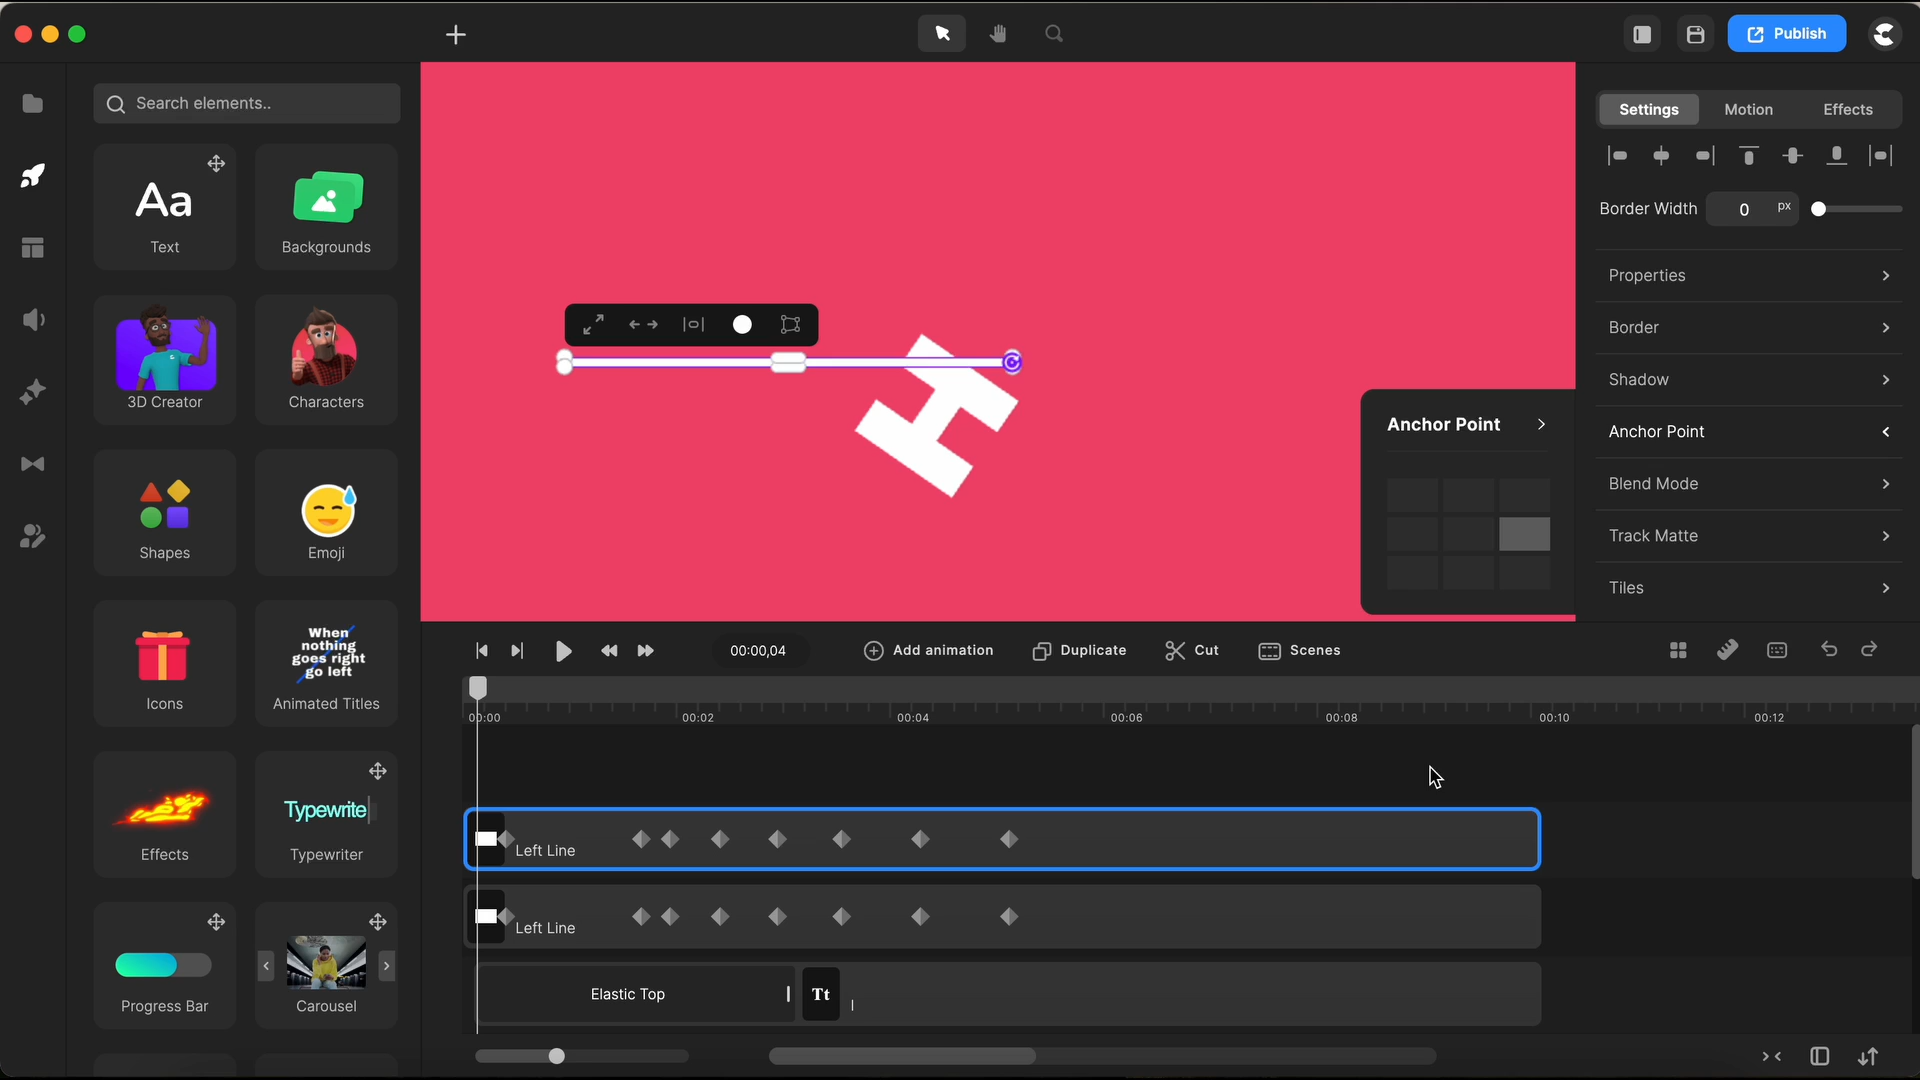 Publish
Search elements..
Aa
Text
Backgrounds
3D Creator
Characters
Shapes
Emoji
Icons
When
nothing
goes right
go left
Animated Titles
Effects
Typewrite
Typewriter
Progress Bar
Carousel
H
Anchor Point
Settings Motion Effects
Border Width 0 px
Properties
Border
Shadow
Anchor Point
Blend Mode
Track Matte
Tiles
00:00,04
Add animation
Duplicate
Cut
Scenes
00:00 00:02 00:04 00:06 00:08 00:10 00:12
Left Line
Left Line
Elastic Top
Tt